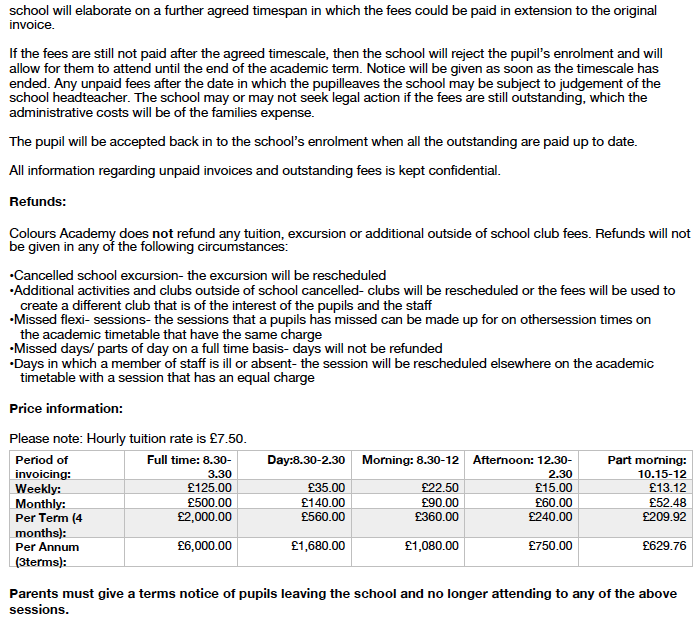 school will elaborate on a further agreed timespan in which the fees could be paid in extension to the original
invoice.
If the fees are still not paid after the agreed timescale, then the school will reject the pupil's enrolment and will
allow for them to attend until the end of the academic term. Notice will be given as soon as the timescale has
ended. Any unpaid fees after the date in which the pupilleaves the school may be subject to judgement of the
school headteacher. The school may or may not seek legal action if the fees are still outstanding, which the
administrative costs will be of the families expense.
The pupil will be accepted back in to the school's enrolment when all the outstanding are paid up to date.
All information regarding unpaid invoices and outstanding fees is kept confidential.
Refunds:
Colours Academy does not refund any tuition, excursion or additional outside of school club fees. Refunds will not
be given in any of the following circumstances:
•Cancelled school excursion- the excursion will be rescheduled
•Additional activities and clubs outside of school cancelled- clubs will be rescheduled or the fees will be used to
create a different club that is of the interest of the pupils and the staff
•Missed flexi- sessions- the sessions that a pupils has missed can be made up for on othersession times on
the academic timetable that have the same charge
•Missed days/ parts of day on a full time basis- days will not be refunded
•Days in which a member of staff is ill or absent- the session will be rescheduled elsewhere on the academic
timetable with a session that has an equal charge
Price information:
Please note: Hourly tuition rate is £7.50.
Period of invoicing: Full time: 8.30-3.30 Day:8.30-2.30 Morning: 8.30-12 Afternoon: 12.30-2.30 Part morning: 10.15-12
Weekly: £125.00 £35.00 £22.50 £15.00 £13.12
Monthly: £500.00 £140.00 £90.00 £60.00 £52.48
Per Term (4 months): £2,000.00 £560.00 £360.00 £240.00 £209.92
Per Annum (3terms): £6,000.00 £1,680.00 £1,080.00 £750.00 £629.76
Parents must give a terms notice of pupils leaving the school and no longer attending to any of the above
sessions.